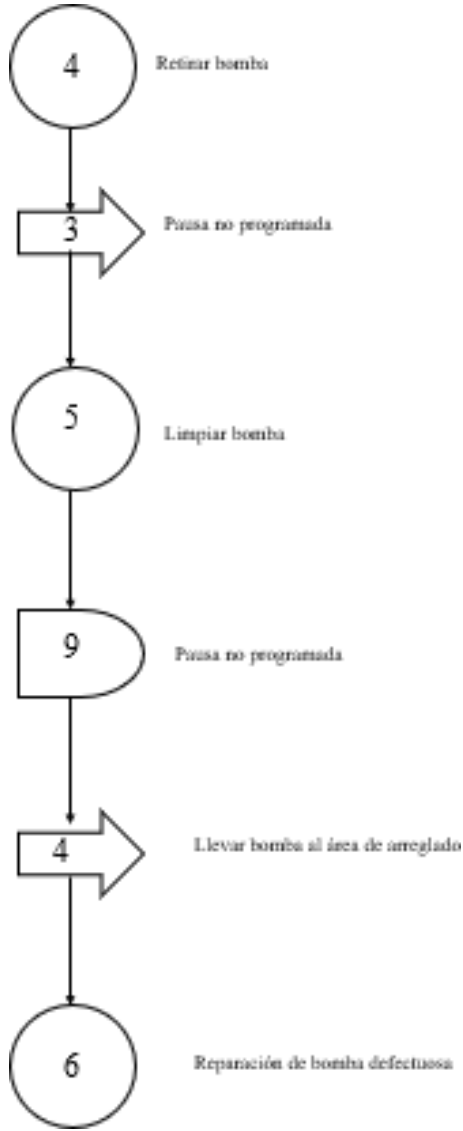 4 Retirar bomba
3 Pausa no programada
5 Limpiar bomba
9 Pausa no programada
4 Llevar bomba al área de arreglado
6 Reparación de bomba defectuosa